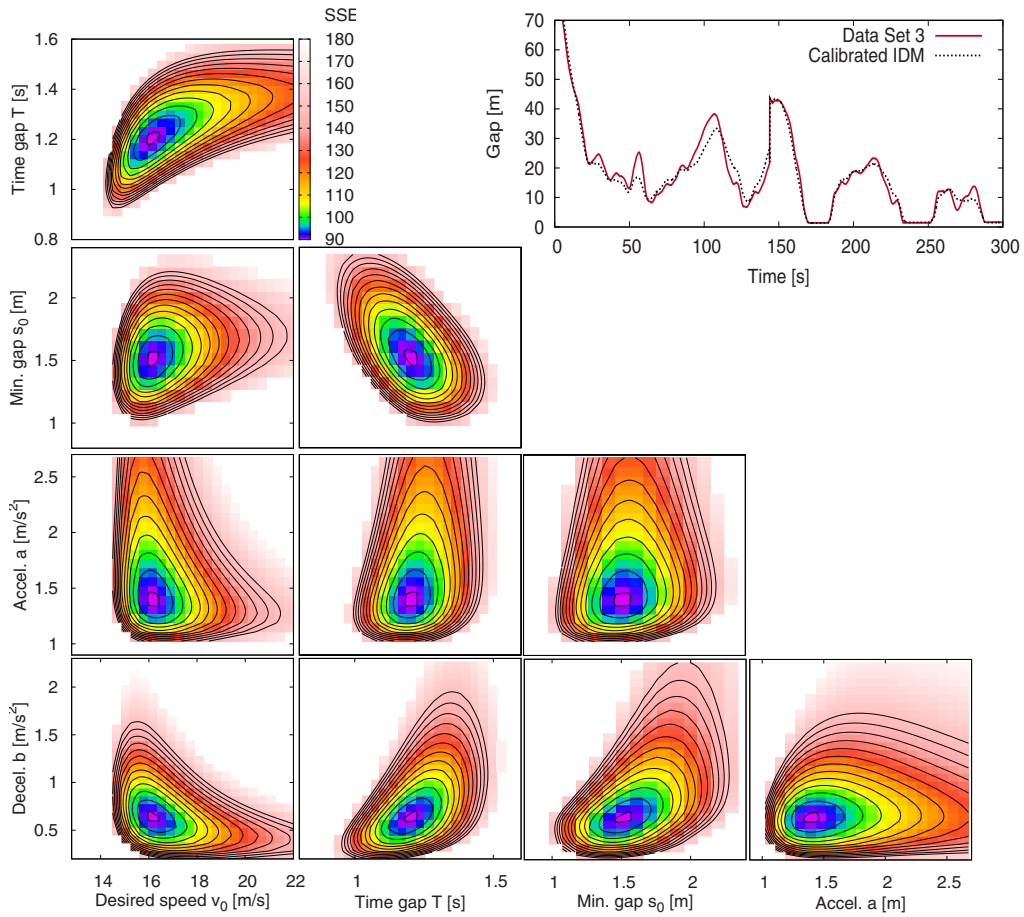 SSE
180
170
160
150
140
130
120
110
100
90
1.6
1.4
1.2
1
0.8
Time gap T [s]
70
60
50
40
30
20
10
0
Gap [m]
Data Set 3
Calibrated IDM
0 50 100 150 200 250 300
Time [s]
2
1.5
1
Min. gap s₀ [m]
2.5
2
1.5
1
Accel. a [m/s²]
2
1.5
1
0.5
Decel. b [m/s²]
14 16 18 20 22
Desired speed v₀ [m/s]
1 1.5
Time gap T [s]
1 1.5 2
Min. gap s₀ [m]
1 1.5 2 2.5
Accel. a [m]